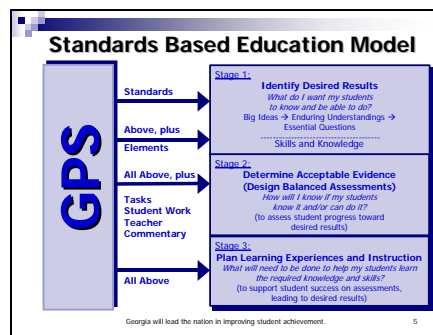 Standards Based Education Model
GPS
Standards
Above, plus
Elements
All Above, plus
Tasks
Student Work
Teacher
Commentary
All Above
Stage 1:
Identify Desired Results
What do I want my students
to know and be able to do?
Big Ideas → Enduring Understandings →
Essential Questions
-------------------------------------
Skills and Knowledge
Stage 2:
Determine Acceptable Evidence
(Design Balanced Assessments)
How will I know if my students
know it and/or can do it?
(to assess student progress toward
desired results)
Stage 3:
Plan Learning Experiences and Instruction
What will need to be done to help my students learn
the required knowledge and skills?
(to support student success on assessments,
leading to desired results)
Georgia will lead the nation in improving student achievement.
5